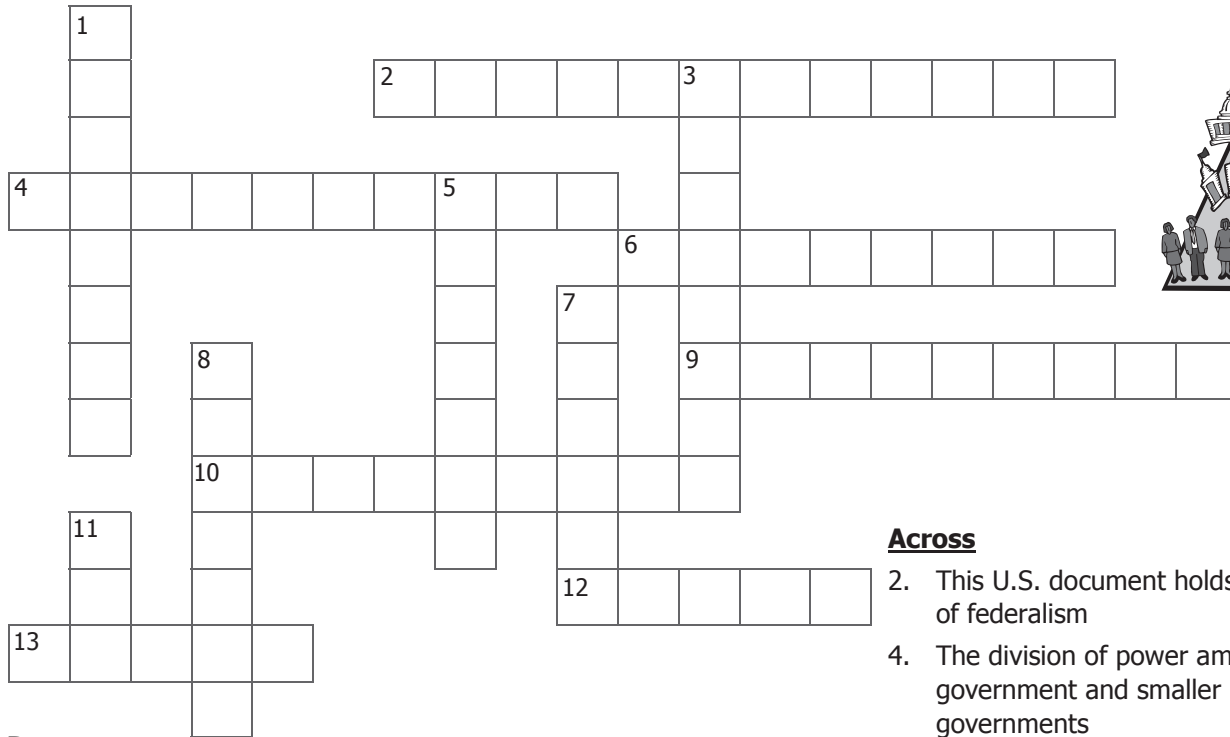 1
2
3
4
5
6
7
8
9
10
11
12
13
Across
2. This U.S. document holds
of federalism
4. The division of power am
government and smaller
governments